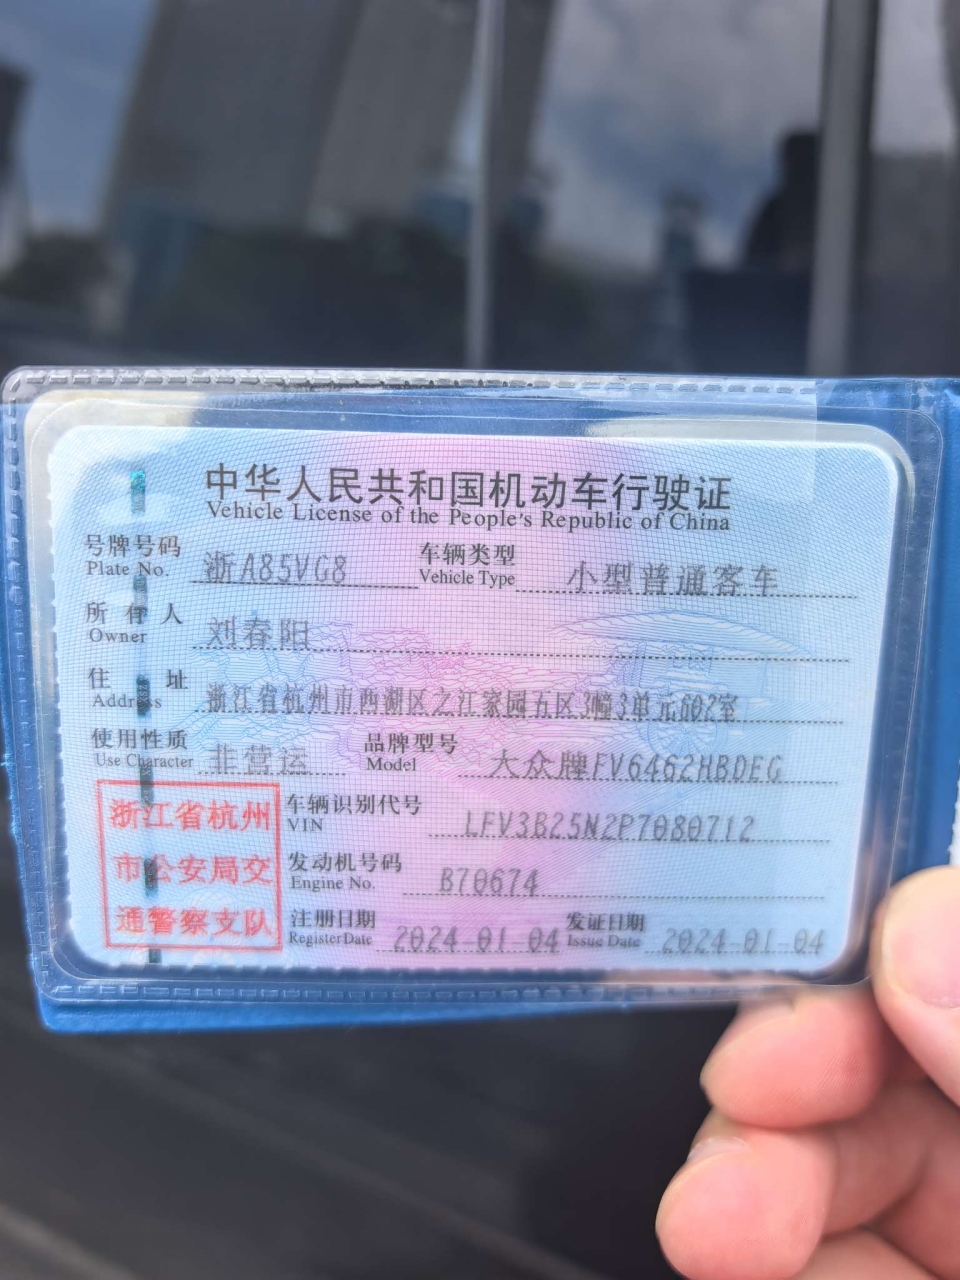 中华人民共和国机动车行驶证
Vehicle License of the People's Republic of China
号牌号码 浙A85VG8 车辆类型 小型普通客车
Plate No. Vehicle Type
所有人 刘春阳
Owner
住址 浙江省杭州市西湖区之江家园五区3幢3单元602室
Address
使用性质 非营运 品牌型号 大众牌FV6462HBDEG
Use Character Model
浙江省杭州
市公安局交
通警察支队
车辆识别代号 LFV3B25N2P7080712
VIN
发动机号码 B70674
Engine No.
注册日期 2024-01-04 发证日期 2024-01-04
Register Date Issue Date